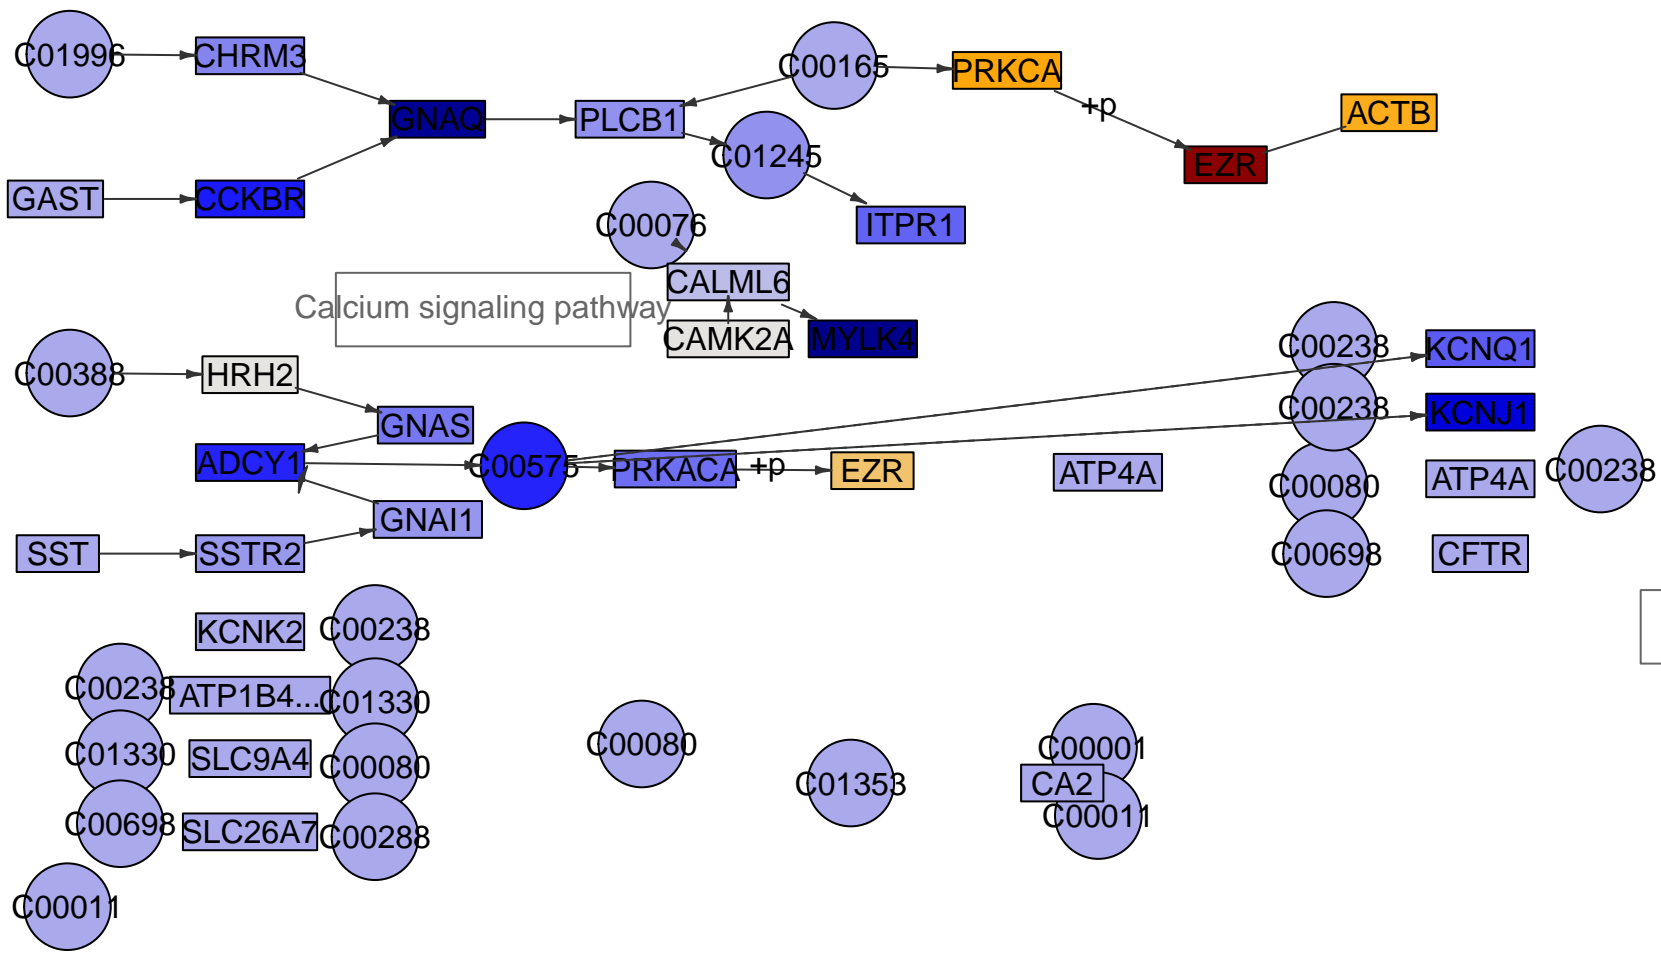 C01996
CHRM3
C00165
PRKCA
+p
ACTB
GNAQ
PLCB1
C01245
EZR
GAST
CCKBR
C00076
ITPR1
CALML6
Calcium signaling pathway
CAMK2A
MYLK4
C00238
KCNQ1
C00388
HRH2
C00238
KCNJ1
GNAS
ADCY1
C00575
PRKACA
+p
EZR
ATP4A
C00080
ATP4A
C00238
GNAI1
SST
SSTR2
C00698
CFTR
KCNK2
C00238
C00238
ATP1B4...
C01330
C01330
SLC9A4
C00080
C00080
C01353
C00001
CA2
C00011
C00698
SLC26A7
C00288
C00011